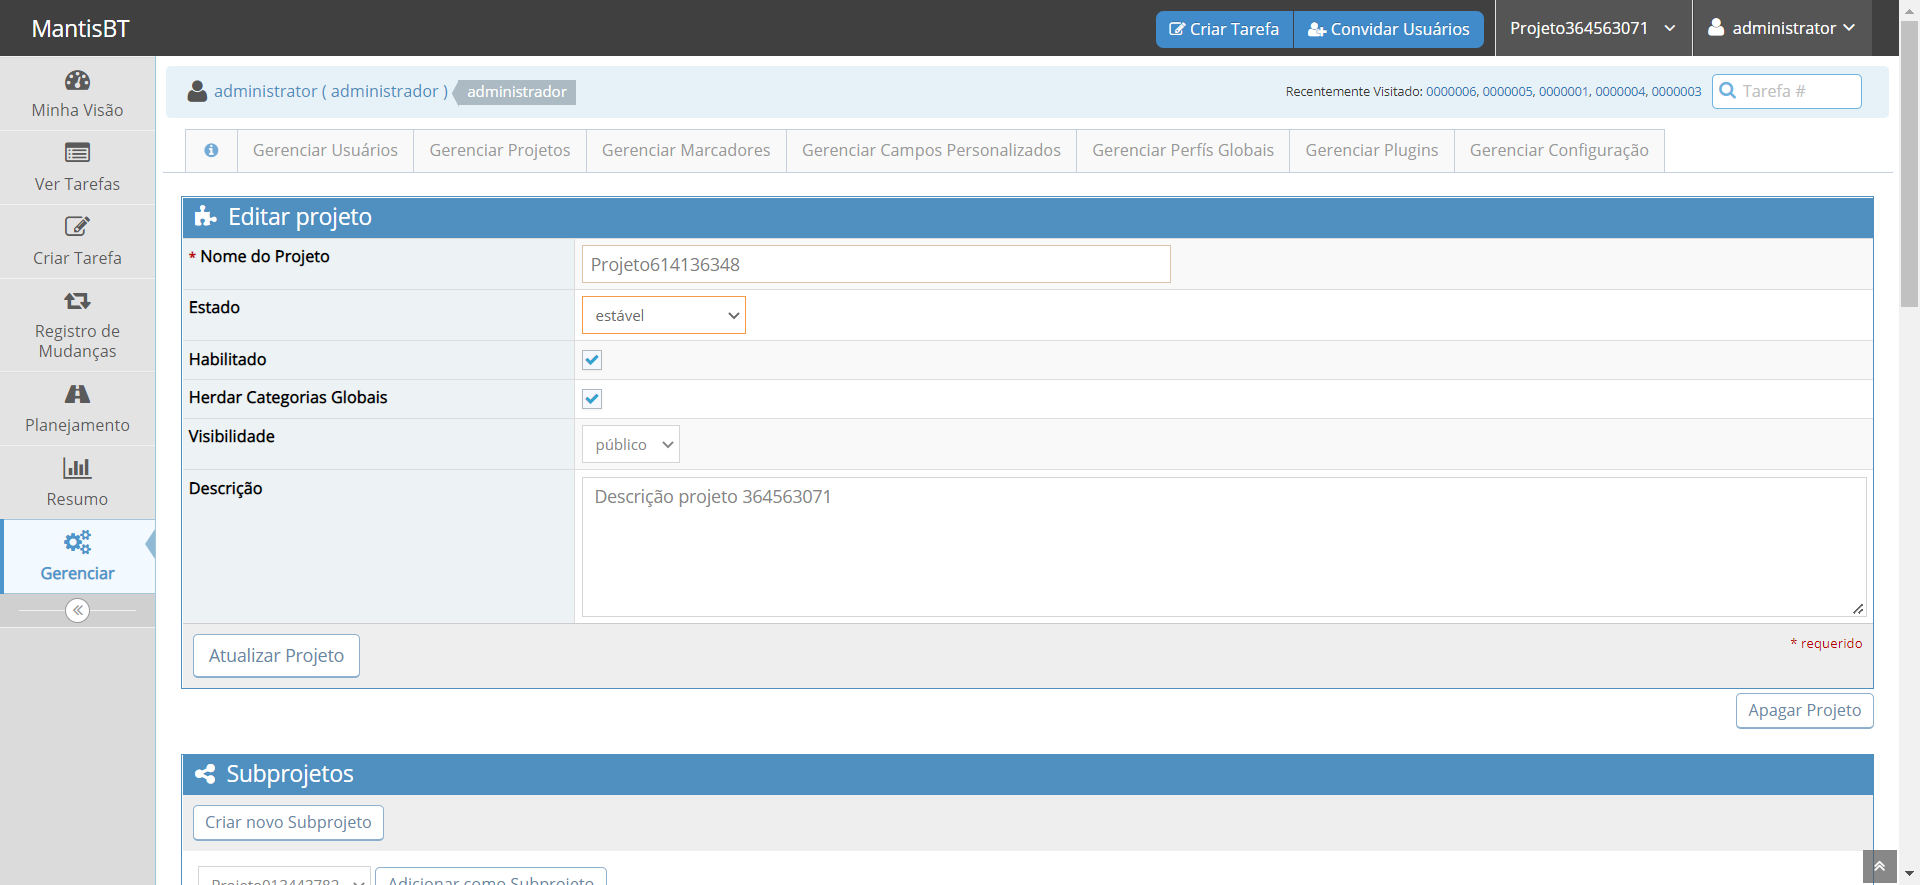 MantisBT
Criar Tarefa
Convidar Usuários
Projeto364563071
administrator
Minha Visão
Ver Tarefas
Criar Tarefa
Registro de
Mudanças
Planejamento
Resumo
Gerenciar
administrator ( administrador )
administrador
Recentemente Visitado: 0000006, 0000005, 0000001, 0000004, 0000003
Tarefa #
Gerenciar Usuários
Gerenciar Projetos
Gerenciar Marcadores
Gerenciar Campos Personalizados
Gerenciar Perfís Globais
Gerenciar Plugins
Gerenciar Configuração
Editar projeto
* Nome do Projeto
Projeto614136348
Estado
estável
Habilitado
Herdar Categorias Globais
Visibilidade
público
Descrição
Descrição projeto 364563071
Atualizar Projeto
* requerido
Apagar Projeto
Subprojetos
Criar novo Subprojeto
Adicionar como Subprojeto